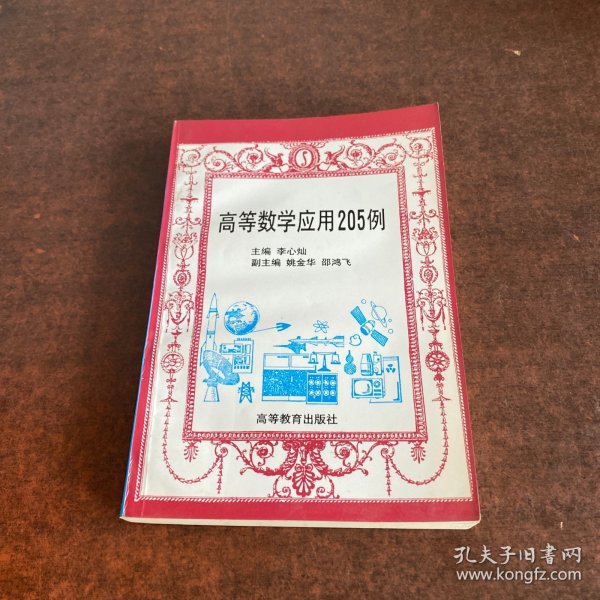 高等数学应用205例
主编 李心灿
副主编 姚金华 邵鸿飞
高等教育出版社
孔夫子旧书网
www.kongfz.com